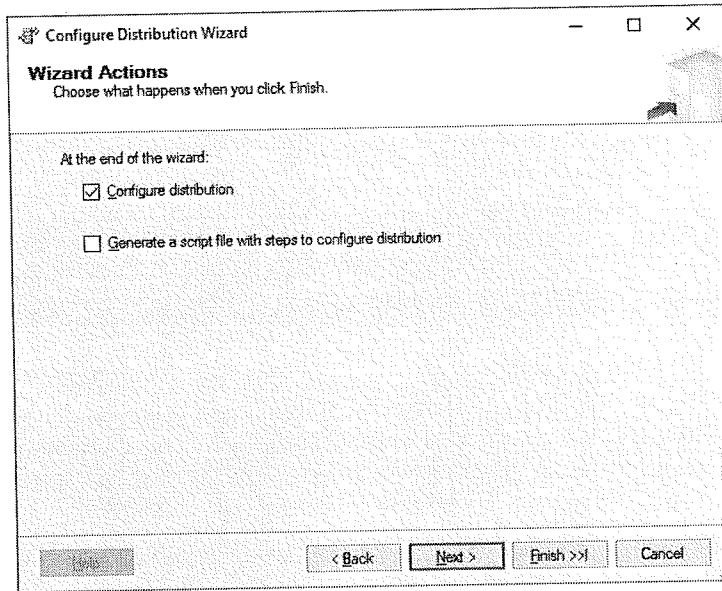 Configure Distribution Wizard
Wizard Actions
Choose what happens when you click Finish.
At the end of the wizard:
Configure distribution
Generate a script file with steps to configure distribution
Help
< Back
Next >
Finish >>|
Cancel